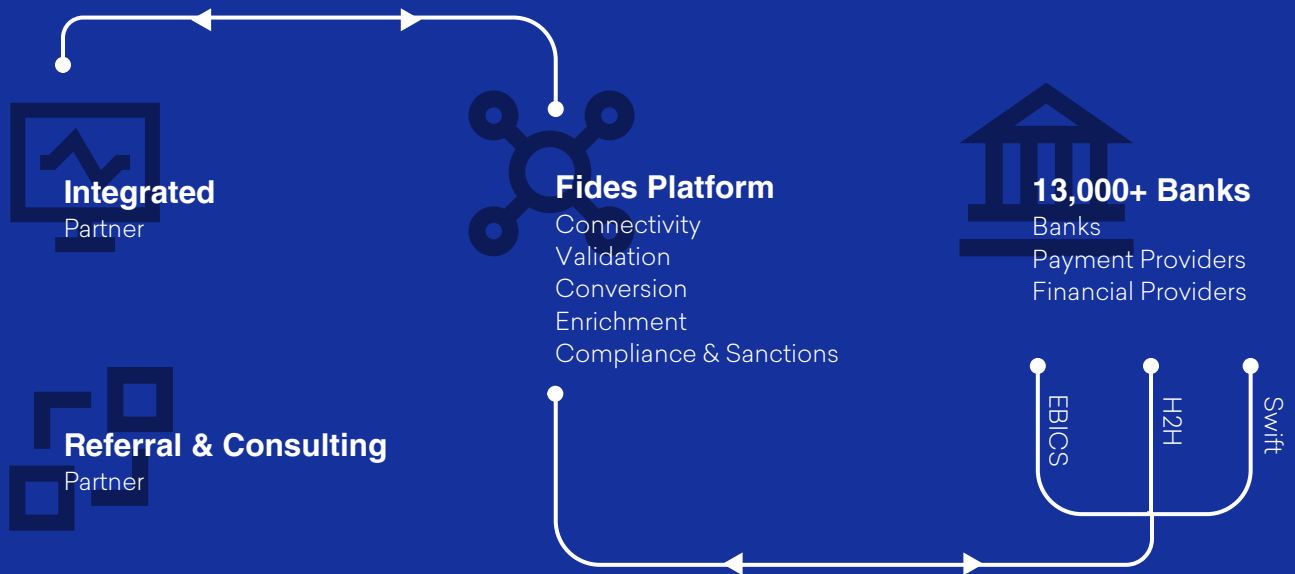 Integrated
Partner
Referral & Consulting
Partner
Fides Platform
Connectivity
Validation
Conversion
Enrichment
Compliance & Sanctions
13,000+ Banks
Banks
Payment Providers
Financial Providers
EBICS
H2H
Swift